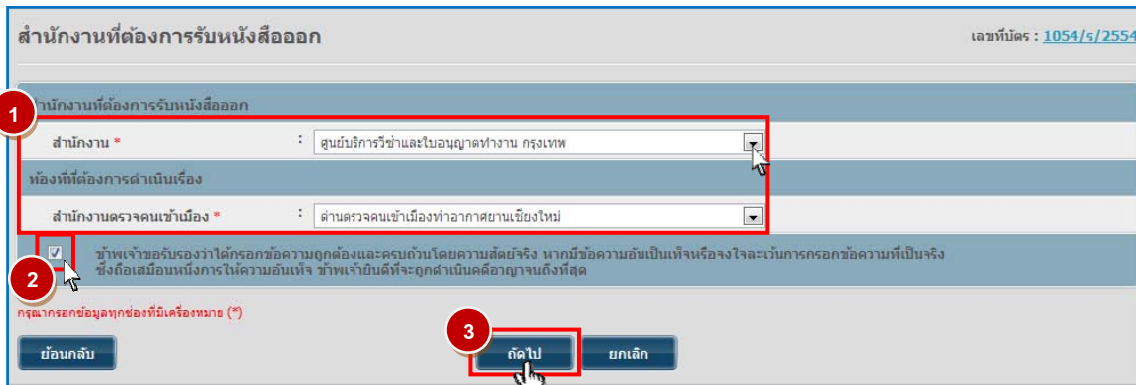 สำนักงานที่ต้องการรับหนังสือออก
เลขที่บัตร : 1054/ร/2554
สำนักงานที่ต้องการรับหนังสือออก
1
สำนักงาน * : ศูนย์บริการวีซ่าและใบอนุญาตทำงาน กรุงเทพ
ท้องที่ที่ต้องการดำเนินเรื่อง
สำนักงานตรวจคนเข้าเมือง * : ด่านตรวจคนเข้าเมืองท่าอากาศยานเชียงใหม่
ข้าพเจ้าขอรับรองว่าได้กรอกข้อความถูกต้องและครบถ้วนโดยความสัตย์จริง หากมีข้อความอันเป็นเท็จหรือจงใจละเว้นการกรอกข้อความที่เป็นจริง
ซึ่งถือเสมือนหนึ่งการให้ความอันเท็จ ข้าพเจ้ายินดีที่จะถูกดำเนินคดีอาญาจนถึงที่สุด
2
กรุณากรอกข้อมูลทุกช่องที่มีเครื่องหมาย (*)
3
ย้อนกลับ
ถัดไป
ยกเลิก